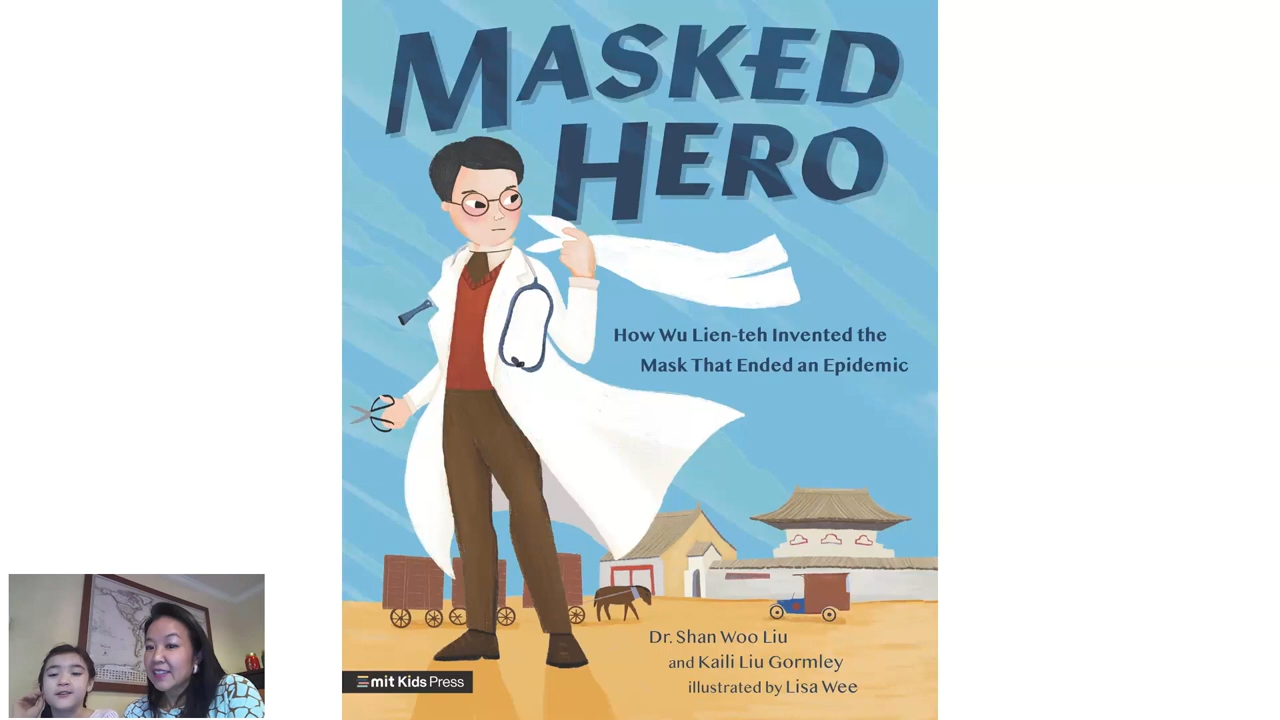 MASKED
HERO
How Wu Lien-teh Invented the
Mask That Ended an Epidemic
Dr. Shan Woo Liu
and Kaili Liu Gormley
illustrated by Lisa Wee
mit Kids Press